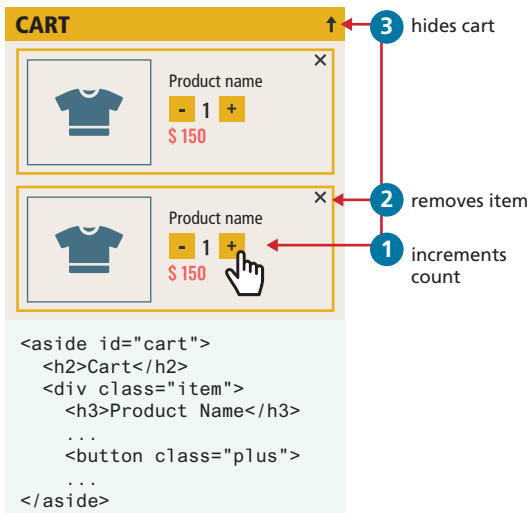 CART
3 hides cart
×
Product name
- 1 +
$ 150
×
2 removes item
Product name
- 1 +
1 increments
count
$ 150
<aside id="cart">
<h2>Cart</h2>
<div class="item">
<h3>Product Name</h3>
...
<button class="plus">
...
</aside>